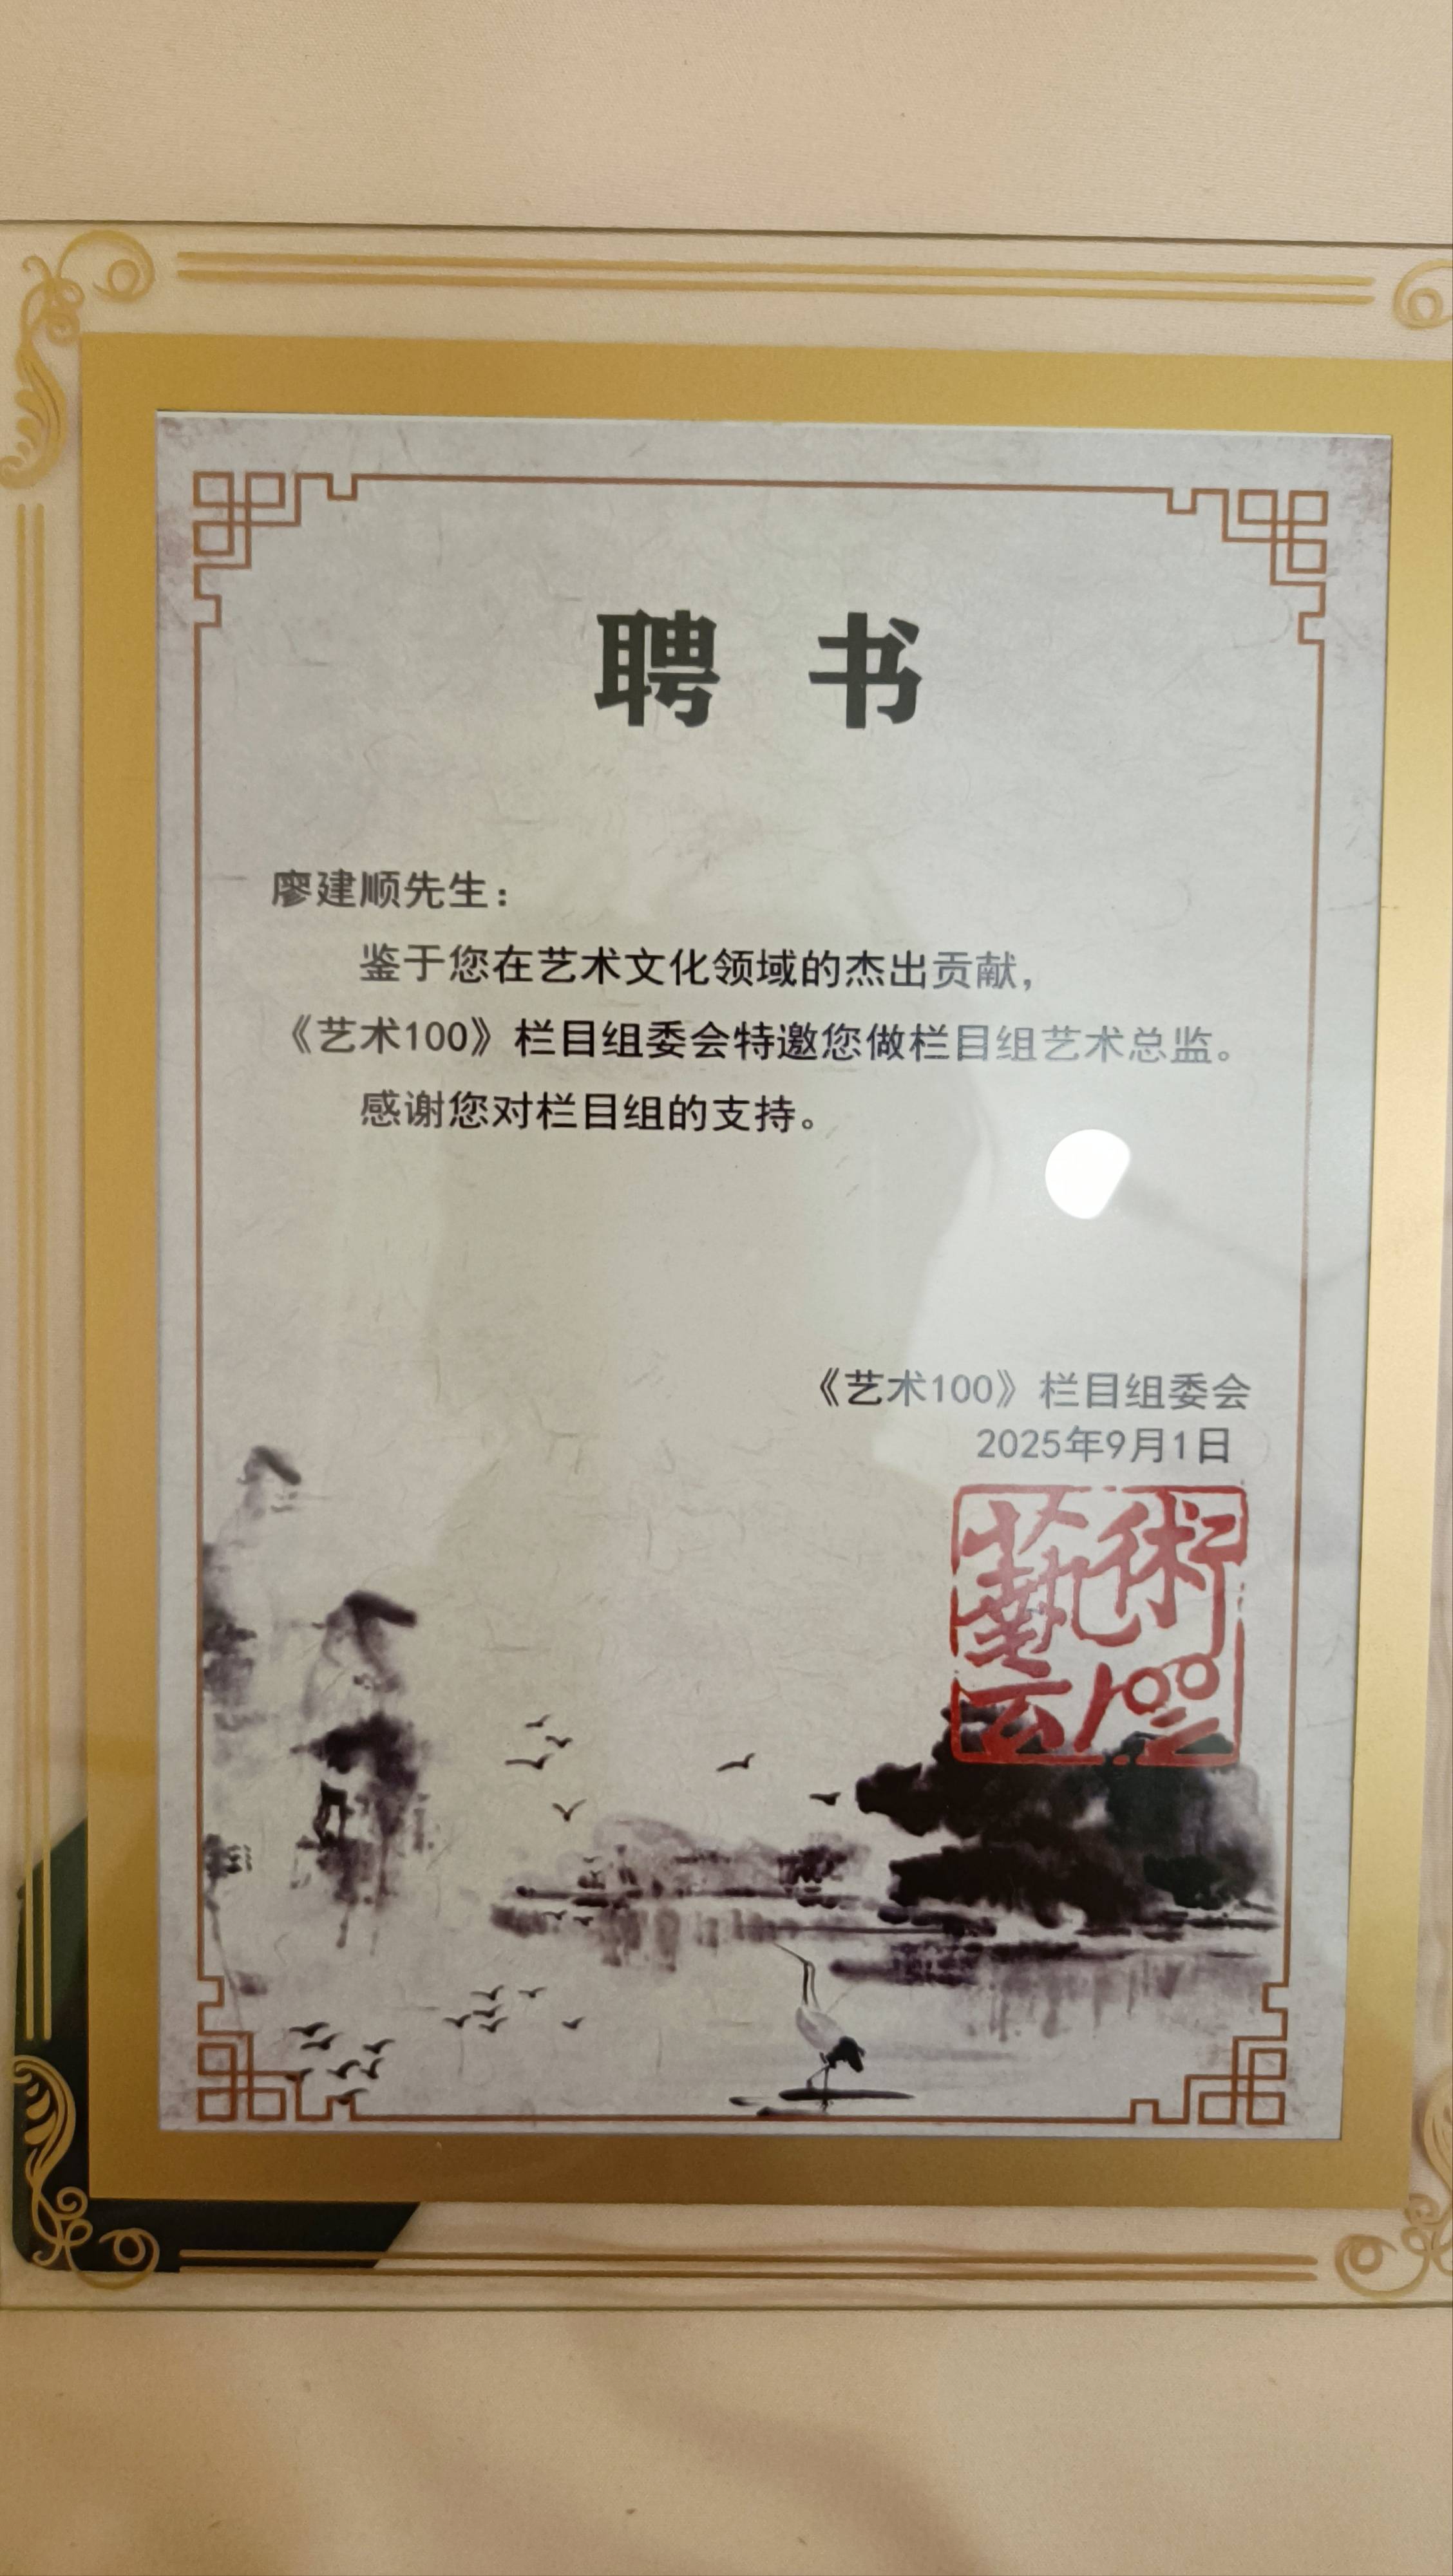 聘书
廖建顺先生：
鉴于您在艺术文化领域的杰出贡献，
《艺术100》栏目组委会特邀您做栏目组艺术总监。
感谢您对栏目组的支持。
《艺术100》栏目组委会
2025年9月1日
藝術
100